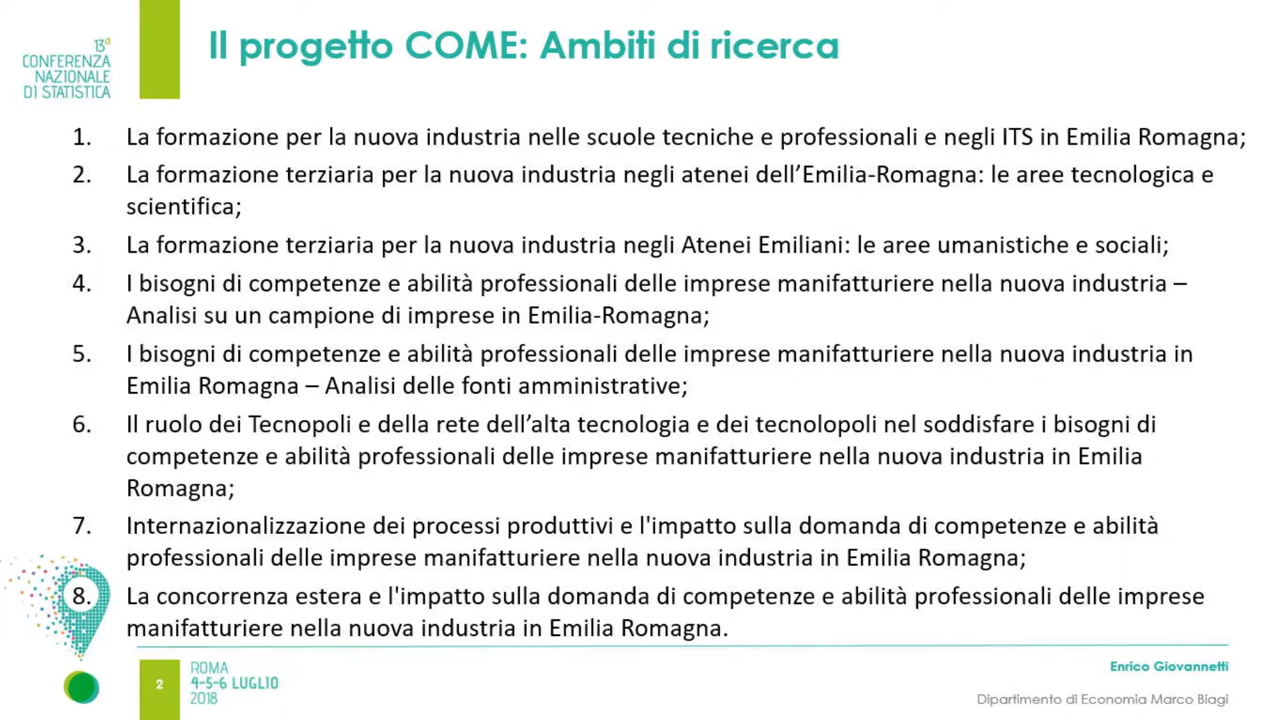 13a
CONFERENZA
NAZIONALE
DI STATISTICA
Il progetto COME: Ambiti di ricerca
1. La formazione per la nuova industria nelle scuole tecniche e professionali e negli ITS in Emilia Romagna;
2. La formazione terziaria per la nuova industria negli atenei dell’Emilia-Romagna: le aree tecnologica e
scientifica;
3. La formazione terziaria per la nuova industria negli Atenei Emiliani: le aree umanistiche e sociali;
4. I bisogni di competenze e abilità professionali delle imprese manifatturiere nella nuova industria –
Analisi su un campione di imprese in Emilia-Romagna;
5. I bisogni di competenze e abilità professionali delle imprese manifatturiere nella nuova industria in
Emilia Romagna – Analisi delle fonti amministrative;
6. Il ruolo dei Tecnopoli e della rete dell’alta tecnologia e dei tecnolopoli nel soddisfare i bisogni di
competenze e abilità professionali delle imprese manifatturiere nella nuova industria in Emilia
Romagna;
7. Internazionalizzazione dei processi produttivi e l'impatto sulla domanda di competenze e abilità
professionali delle imprese manifatturiere nella nuova industria in Emilia Romagna;
8. La concorrenza estera e l'impatto sulla domanda di competenze e abilità professionali delle imprese
manifatturiere nella nuova industria in Emilia Romagna.
2
ROMA
4-5-6 LUGLIO
2018
Enrico Giovannetti
Dipartimento di Economia Marco Biagi